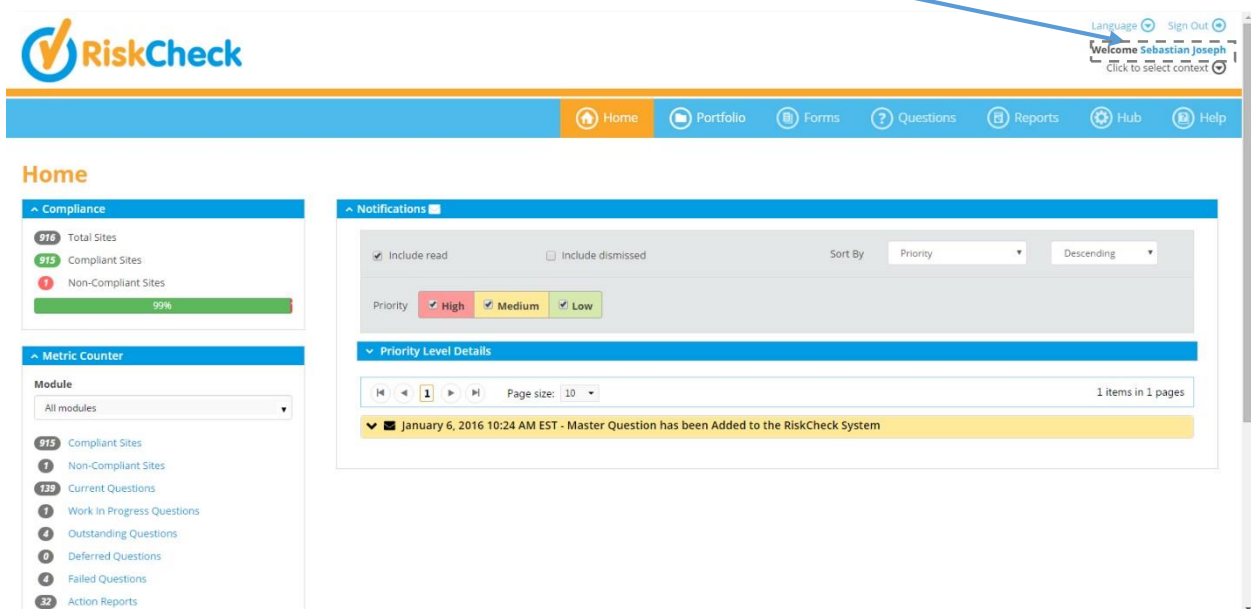 Language Sign Out
RiskCheck
Welcome Sebastian Joseph
Click to select context
Home Portfolio Forms Questions Reports Hub Help
Home
Compliance
916 Total Sites
915 Compliant Sites
1 Non-Compliant Sites
99%
Metric Counter
Module
All modules
915 Compliant Sites
1 Non-Compliant Sites
139 Current Questions
1 Work In Progress Questions
4 Outstanding Questions
0 Deferred Questions
4 Failed Questions
32 Action Reports
Notifications
Include read Include dismissed Sort By Priority Descending
Priority High Medium Low
Priority Level Details
1 Page size: 10 1 items in 1 pages
January 6, 2016 10:24 AM EST - Master Question has been Added to the RiskCheck System